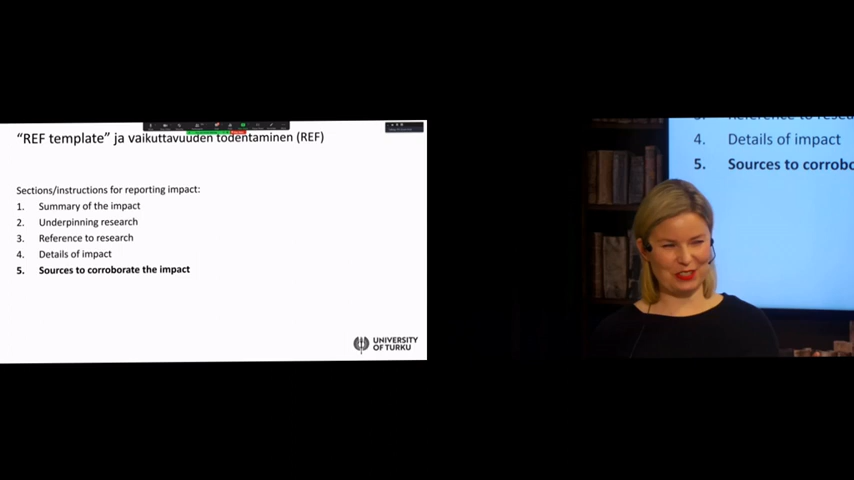 "REF template" ja vaikuttavuuden todentaminen (REF)
Sections/instructions for reporting impact:
1. Summary of the impact
2. Underpinning research
3. Reference to research
4. Details of impact
5. Sources to corroborate the impact
UNIVERSITY
OF TURKU
4. Details of impact
5. Sources to corrobo